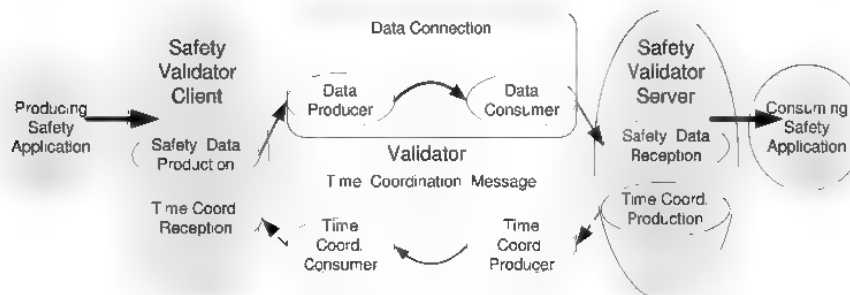 Data Connection
Safety
Validator
Client
Safety
Validator
Server
Producing
Safety
Application
Data
Producer
Data
Consumer
Consuming
Safety
Application
Safety Data
Production
Validator
Safety Data
Reception
Time Coordination Message
Time Coord
Reception
Time
Coord.
Consumer
Time
Coord
Producer
Time Coord.
Production